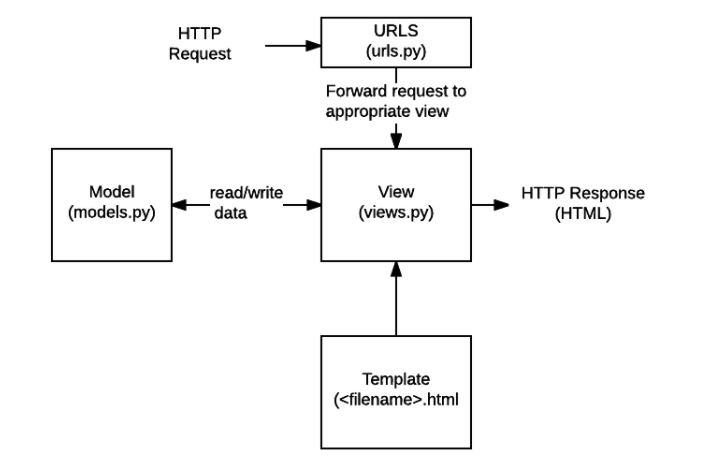 HTTP
Request
URLS
(urls.py)
Forward request to
appropriate view
Model
(models.py)
read/write
data
View
(views.py)
HTTP Response
(HTML)
Template
(<filename>.html